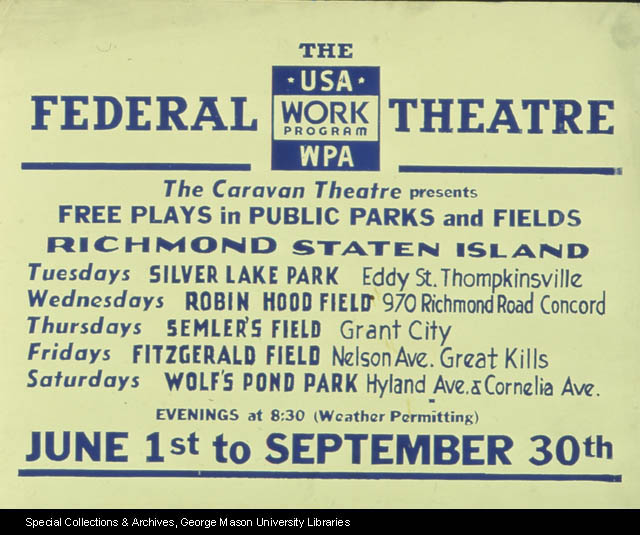 THE
FEDERAL THEATRE
★ USA ★
WORK
PROGRAM
WPA
The Caravan Theatre presents
FREE PLAYS in PUBLIC PARKS and FIELDS
RICHMOND STATEN ISLAND
Tuesdays SILVER LAKE PARK Eddy St. Thompkinsville
Wednesdays ROBIN HOOD FIELD 970 Richmond Road Concord
Thursdays SEMLER'S FIELD Grant City
Fridays FITZGERALD FIELD Nelson Ave. Great Kills
Saturdays WOLF'S POND PARK Hyland Ave. & Cornelia Ave.
EVENINGS at 8:30 (Weather Permitting)
JUNE 1st to SEPTEMBER 30th
Special Collections & Archives, George Mason University Libraries